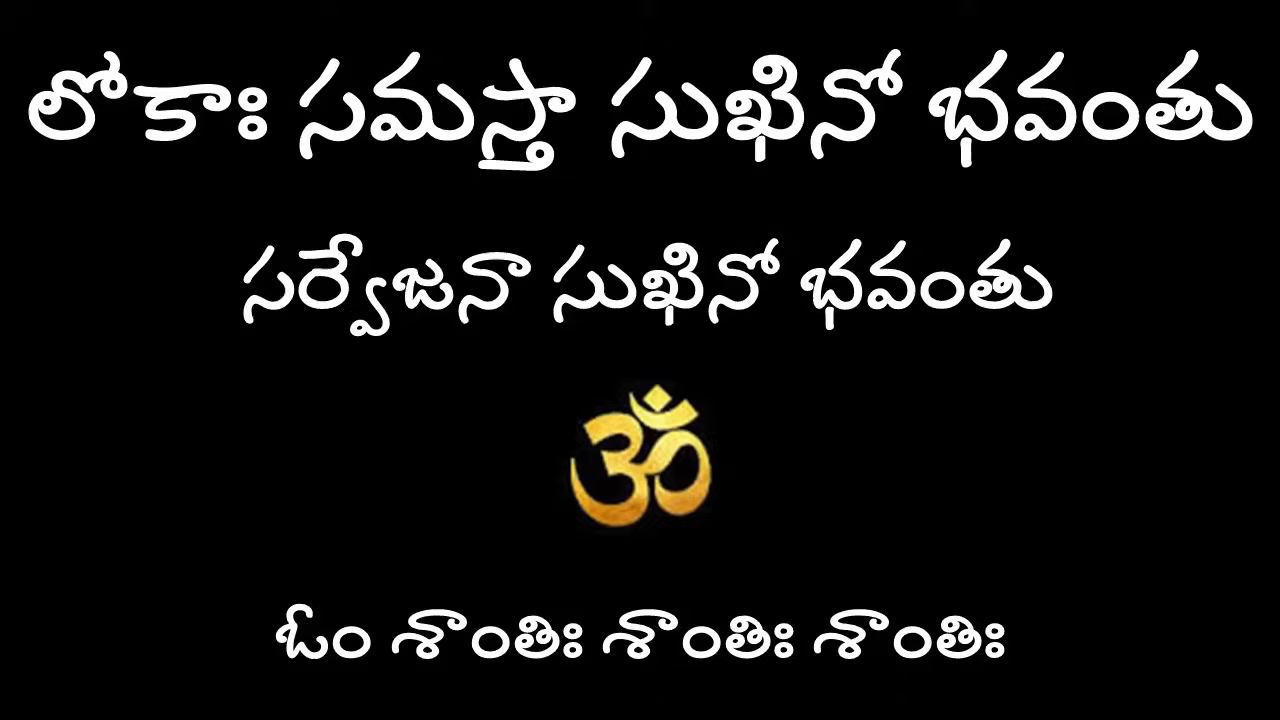 లోకాః సమస్తా సుఖినో భవంతు
సర్వేజనా సుఖినో భవంతు
ॐ
ఓం శాంతిః శాంతిః శాంతిః